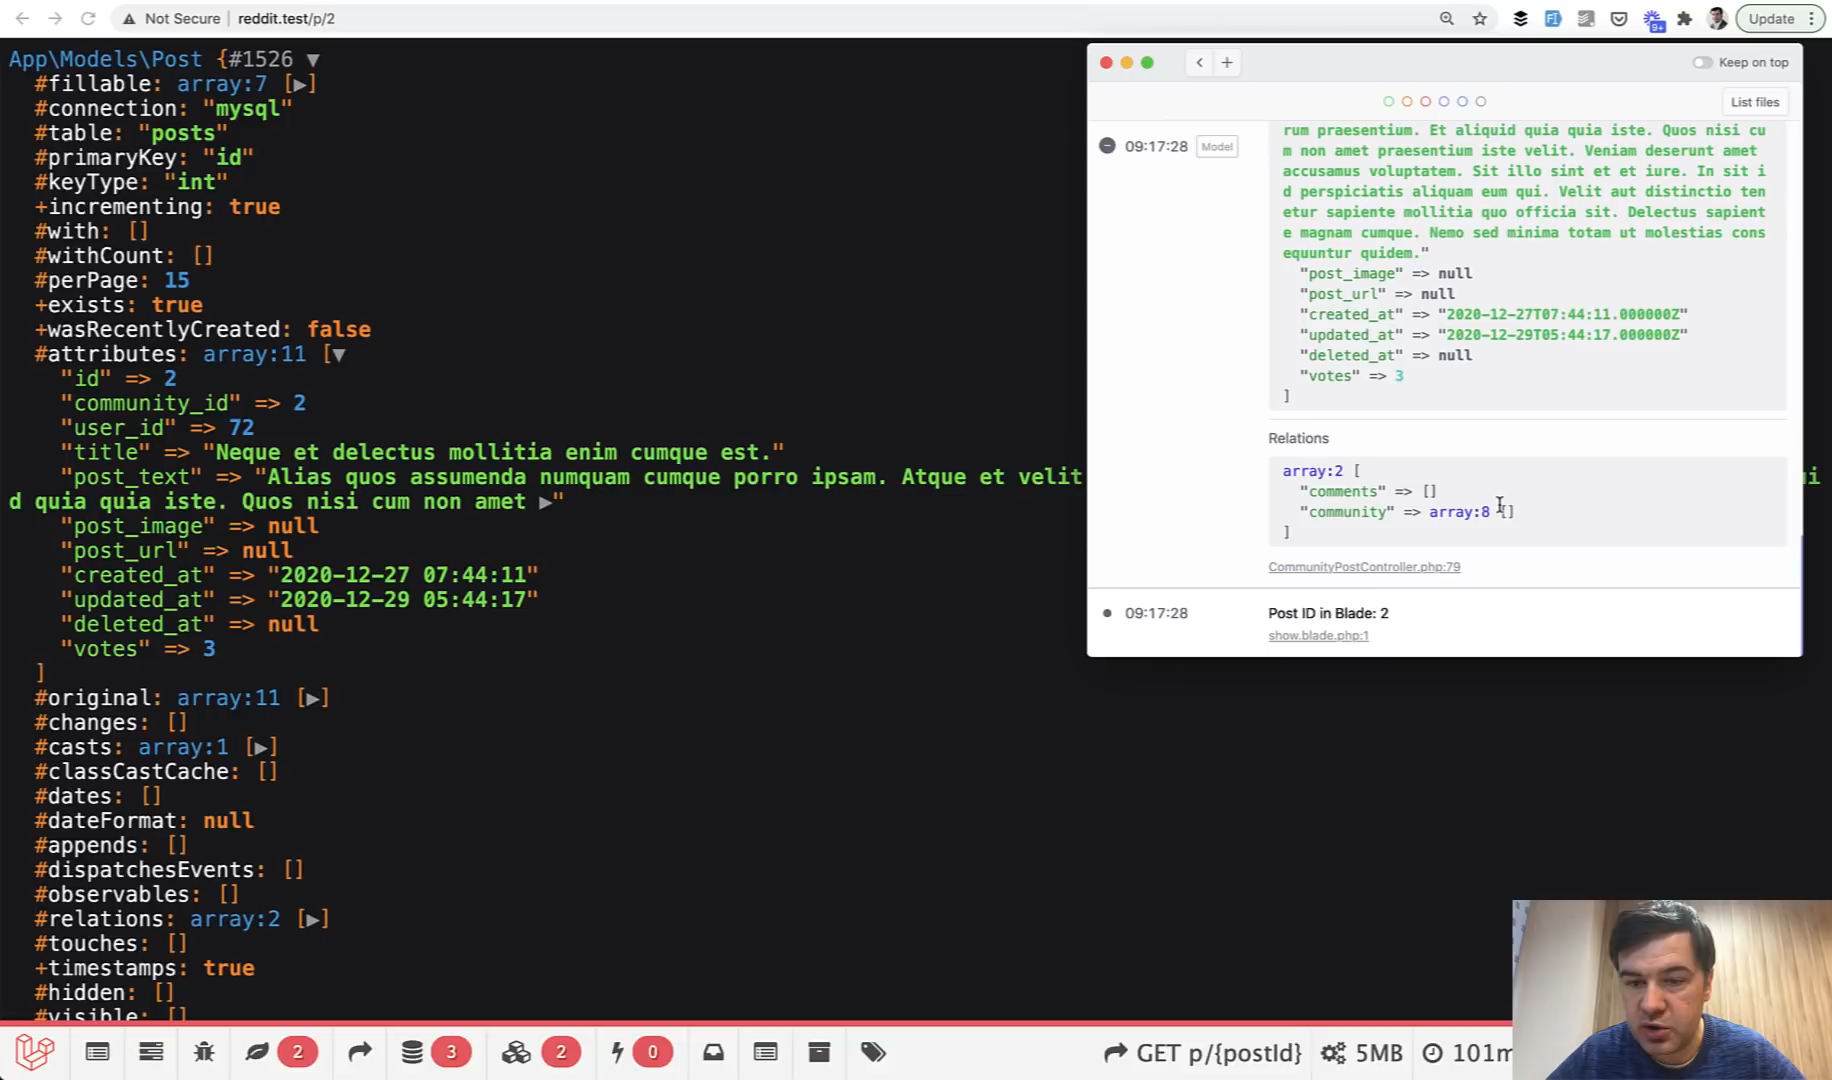 Not Secure | reddit.test/p/2
9+
Update
App\Models\Post {#1526 ▼
#fillable: array:7 [▶]
#connection: "mysql"
#table: "posts"
#primaryKey: "id"
#keyType: "int"
+incrementing: true
#with: []
#withCount: []
#perPage: 15
+exists: true
+wasRecentlyCreated: false
#attributes: array:11 [▼
"id" => 2
"community_id" => 2
"user_id" => 72
"title" => "Neque et delectus mollitia enim cumque est."
"post_text" => "Alias quos assumenda numquam cumque porro ipsam. Atque et velit
d quia quia iste. Quos nisi cum non amet ▶"
"post_image" => null
"post_url" => null
"created_at" => "2020-12-27 07:44:11"
"updated_at" => "2020-12-29 05:44:17"
"deleted_at" => null
"votes" => 3
]
#original: array:11 [▶]
#changes: []
#casts: array:1 [▶]
#classCastCache: []
#dates: []
#dateFormat: null
#appends: []
#dispatchesEvents: []
#observables: []
#relations: array:2 [▶]
#touches: []
+timestamps: true
#hidden: []
#visible: []
Keep on top
List files
09:17:28 Model
rum praesentium. Et aliquid quia quia iste. Quos nisi cu
m non amet praesentium iste velit. Veniam deserunt amet
accusamus voluptatem. Sit illo sint et et iure. In sit i
d perspiciatis aliquam eum qui. Velit aut distinctio ten
etur sapiente mollitia quo officia sit. Delectus sapient
e magnam cumque. Nemo sed minima totam ut molestias cons
equuntur quidem."
"post_image" => null
"post_url" => null
"created_at" => "2020-12-27T07:44:11.000000Z"
"updated_at" => "2020-12-29T05:44:17.000000Z"
"deleted_at" => null
"votes" => 3
]
Relations
array:2 [
"comments" => []
"community" => array:8 []
]
CommunityPostController.php:79
09:17:28 Post ID in Blade: 2
show.blade.php:1
2
3
2
0
GET p/{postId}
5MB
101m